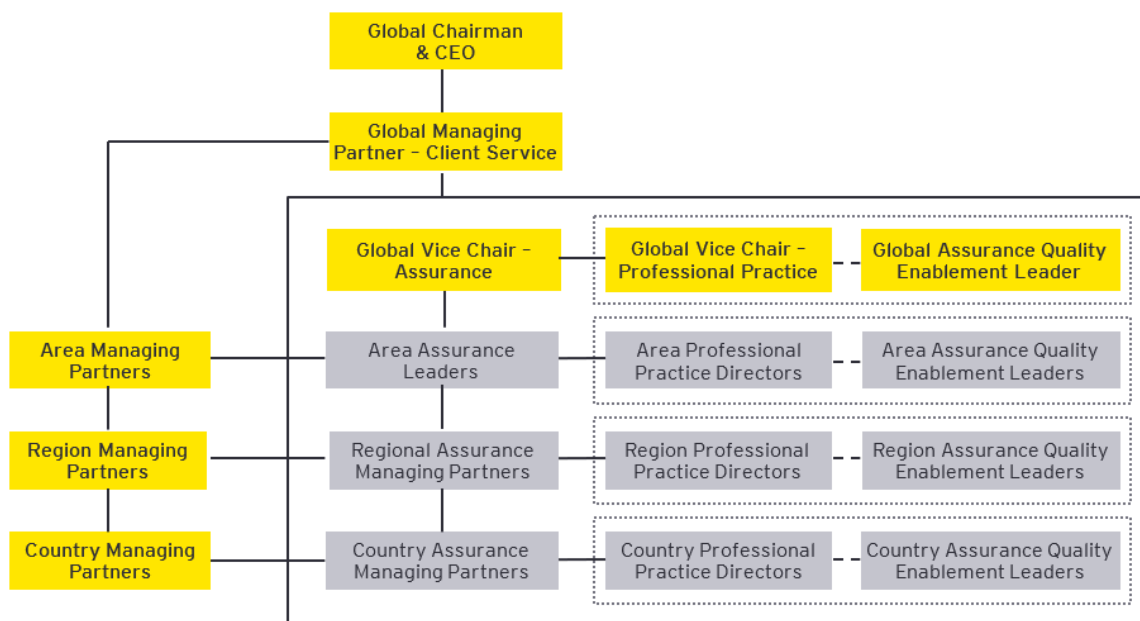 Global Chairman
& CEO
Global Managing
Partner – Client Service
Global Vice Chair –
Assurance
Global Vice Chair –
Professional Practice
Global Assurance Quality
Enablement Leader
Area Managing
Partners
Area Assurance
Leaders
Area Professional
Practice Directors
Area Assurance Quality
Enablement Leaders
Region Managing
Partners
Regional Assurance
Managing Partners
Region Professional
Practice Directors
Region Assurance Quality
Enablement Leaders
Country Managing
Partners
Country Assurance
Managing Partners
Country Professional
Practice Directors
Country Assurance Quality
Enablement Leaders